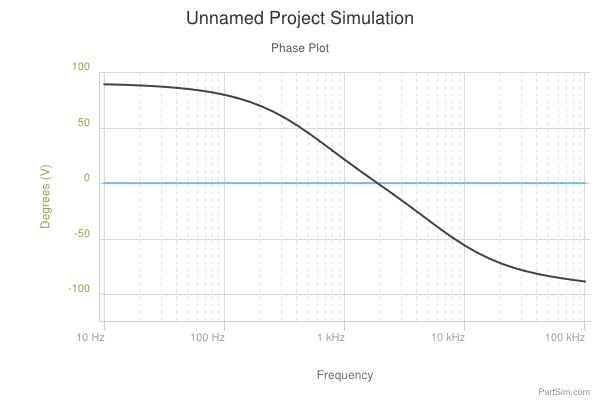 Unnamed Project Simulation
Phase Plot
100
50
0
-50
-100
Degrees (V)
10 Hz
100 Hz
1 kHz
10 kHz
100 kHz
Frequency
PartSim.com